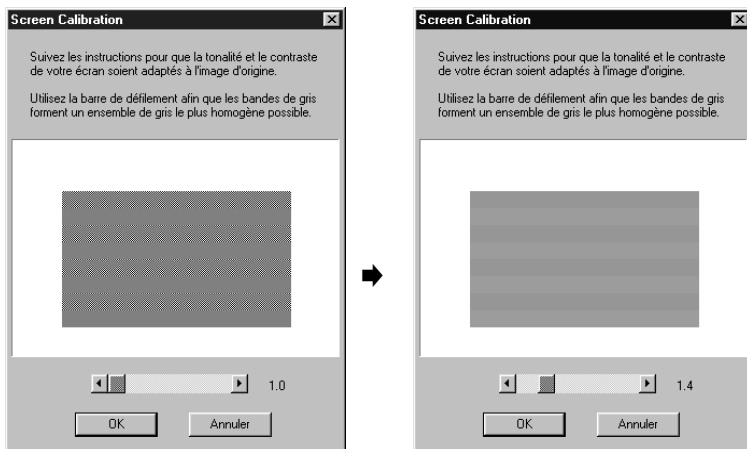 Screen Calibration
Suivez les instructions pour que la tonalité et le contraste
de votre écran soient adaptés à l'image d'origine.
Utilisez la barre de défilement afin que les bandes de gris
forment un ensemble de gris le plus homogène possible.
1.0
OK
Annuler
Screen Calibration
Suivez les instructions pour que la tonalité et le contraste
de votre écran soient adaptés à l'image d'origine.
Utilisez la barre de défilement afin que les bandes de gris
forment un ensemble de gris le plus homogène possible.
1.4
OK
Annuler